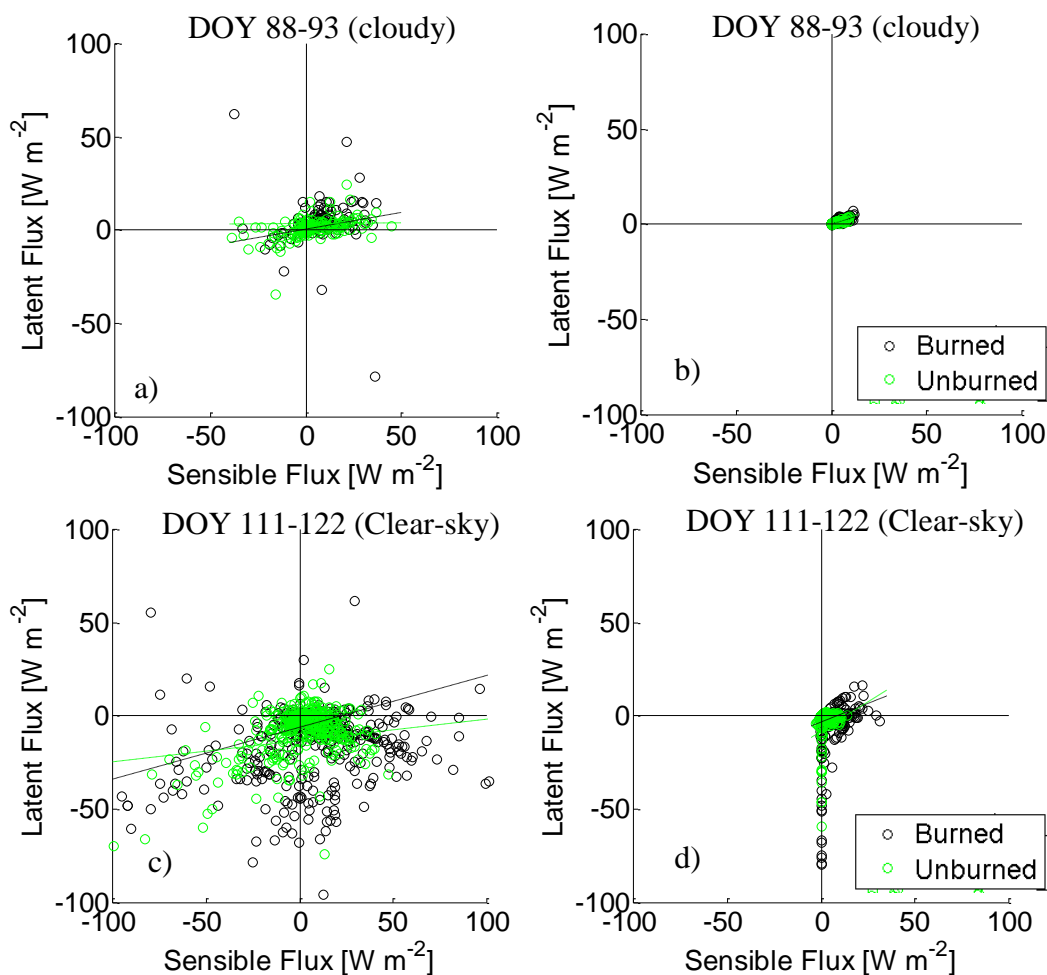 DOY 88-93 (cloudy)
100
50
0
-50
-100
-100 -50 0 50 100
Latent Flux [W m-2]
Sensible Flux [W m-2]
a)
DOY 88-93 (cloudy)
100
50
0
-50
-100
-100 -50 0 50 100
Latent Flux [W m-2]
Sensible Flux [W m-2]
b)
Burned
Unburned
DOY 111-122 (Clear-sky)
100
50
0
-50
-100
-100 -50 0 50 100
Latent Flux [W m-2]
Sensible Flux [W m-2]
c)
DOY 111-122 (Clear-sky)
100
50
0
-50
-100
-100 -50 0 50 100
Latent Flux [W m-2]
Sensible Flux [W m-2]
d)
Burned
Unburned